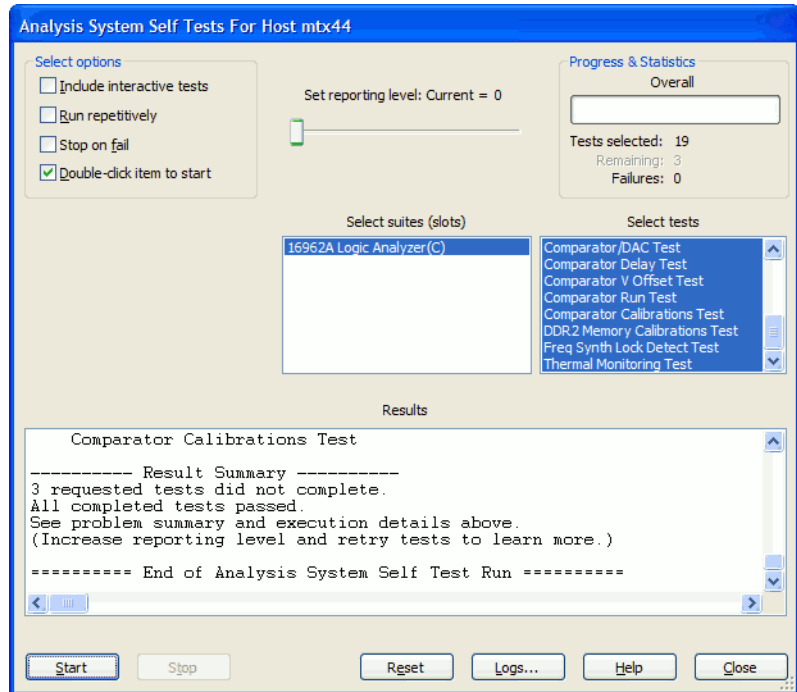 Analysis System Self Tests For Host mtx44
Select options
Include interactive tests
Run repetitively
Stop on fail
Double-click item to start
Set reporting level: Current = 0
Progress & Statistics
Overall
Tests selected: 19
Remaining: 3
Failures: 0
Select suites (slots)
16962A Logic Analyzer(C)
Select tests
Comparator/DAC Test
Comparator Delay Test
Comparator V Offset Test
Comparator Run Test
Comparator Calibrations Test
DDR2 Memory Calibrations Test
Freq Synth Lock Detect Test
Thermal Monitoring Test
Results
Comparator Calibrations Test
---------- Result Summary ----------
3 requested tests did not complete.
All completed tests passed.
See problem summary and execution details above.
(Increase reporting level and retry tests to learn more.)
========== End of Analysis System Self Test Run ==========
Start
Stop
Reset
Logs...
Help
Close